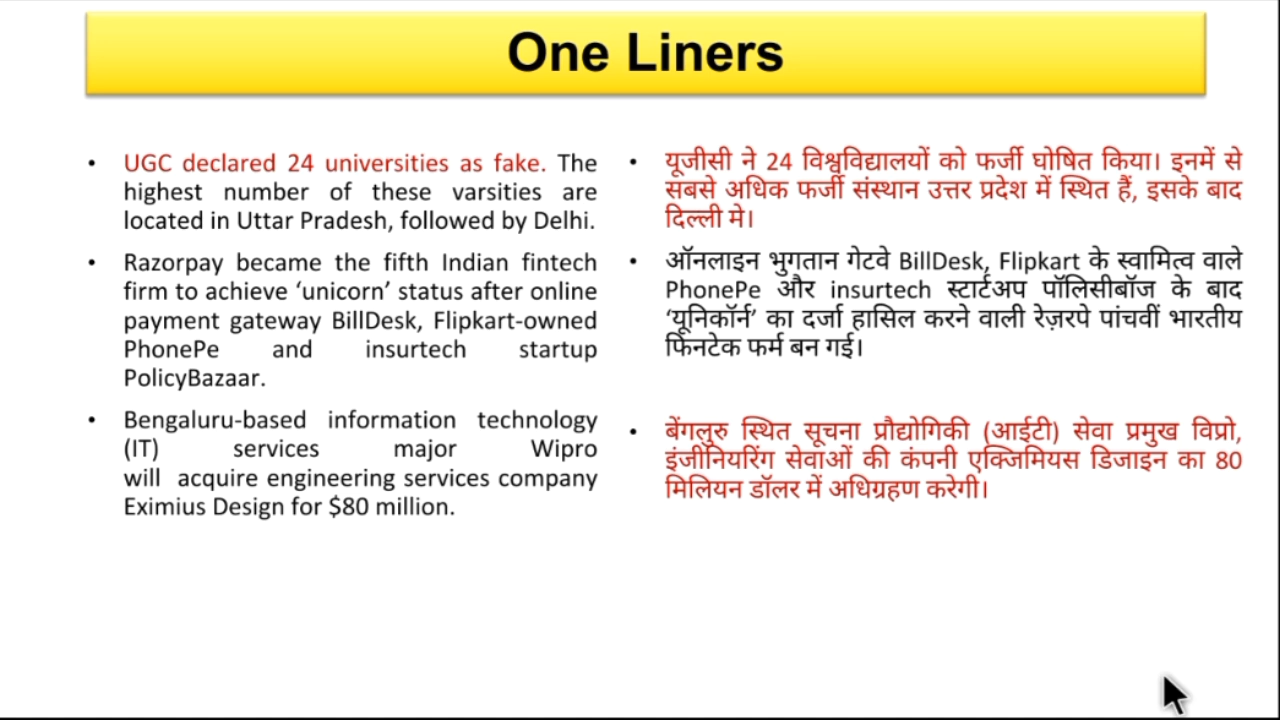 One Liners
• UGC declared 24 universities as fake. The
highest number of these varsities are
located in Uttar Pradesh, followed by Delhi.
• Razorpay became the fifth Indian fintech
firm to achieve ‘unicorn’ status after online
payment gateway BillDesk, Flipkart-owned
PhonePe and insurtech startup
PolicyBazaar.
• Bengaluru-based information technology
(IT) services major Wipro
will acquire engineering services company
Eximius Design for $80 million.
• यूजीसी ने 24 विश्वविद्यालयों को फर्जी घोषित किया। इनमें से
सबसे अधिक फर्जी संस्थान उत्तर प्रदेश में स्थित हैं, इसके बाद
दिल्ली मे।
• ऑनलाइन भुगतान गेटवे BillDesk, Flipkart के स्वामित्व वाले
PhonePe और insurtech स्टार्टअप पॉलिसीबॉज के बाद
‘यूनिकॉर्न’ का दर्जा हासिल करने वाली रेज़रपे पांचवीं भारतीय
फिनटेक फर्म बन गई।
• बेंगलुरु स्थित सूचना प्रौद्योगिकी (आईटी) सेवा प्रमुख विप्रो,
इंजीनियरिंग सेवाओं की कंपनी एक्जिमियस डिजाइन का 80
मिलियन डॉलर में अधिग्रहण करेगी।